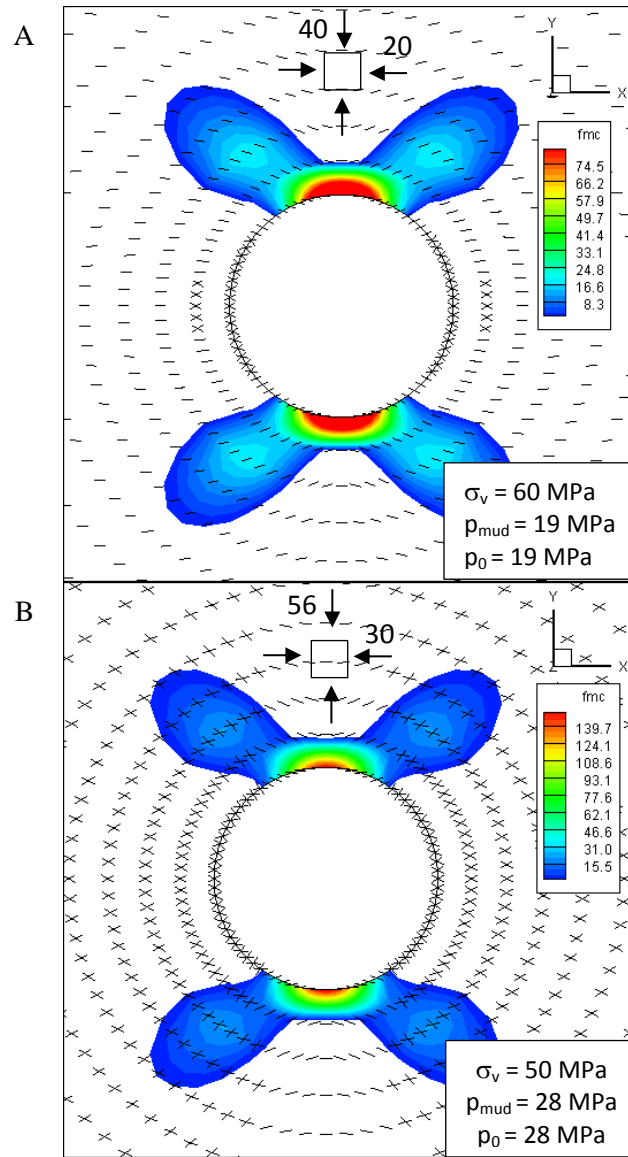 A
40
20
Y
X
fmc
74.5
66.2
57.9
49.7
41.4
33.1
24.8
16.6
8.3
σv = 60 MPa
pmud = 19 MPa
p0 = 19 MPa
B
56
30
Y
Z
X
fmc
139.7
124.1
108.6
93.1
77.6
62.1
46.6
31.0
15.5
σv = 50 MPa
pmud = 28 MPa
p0 = 28 MPa